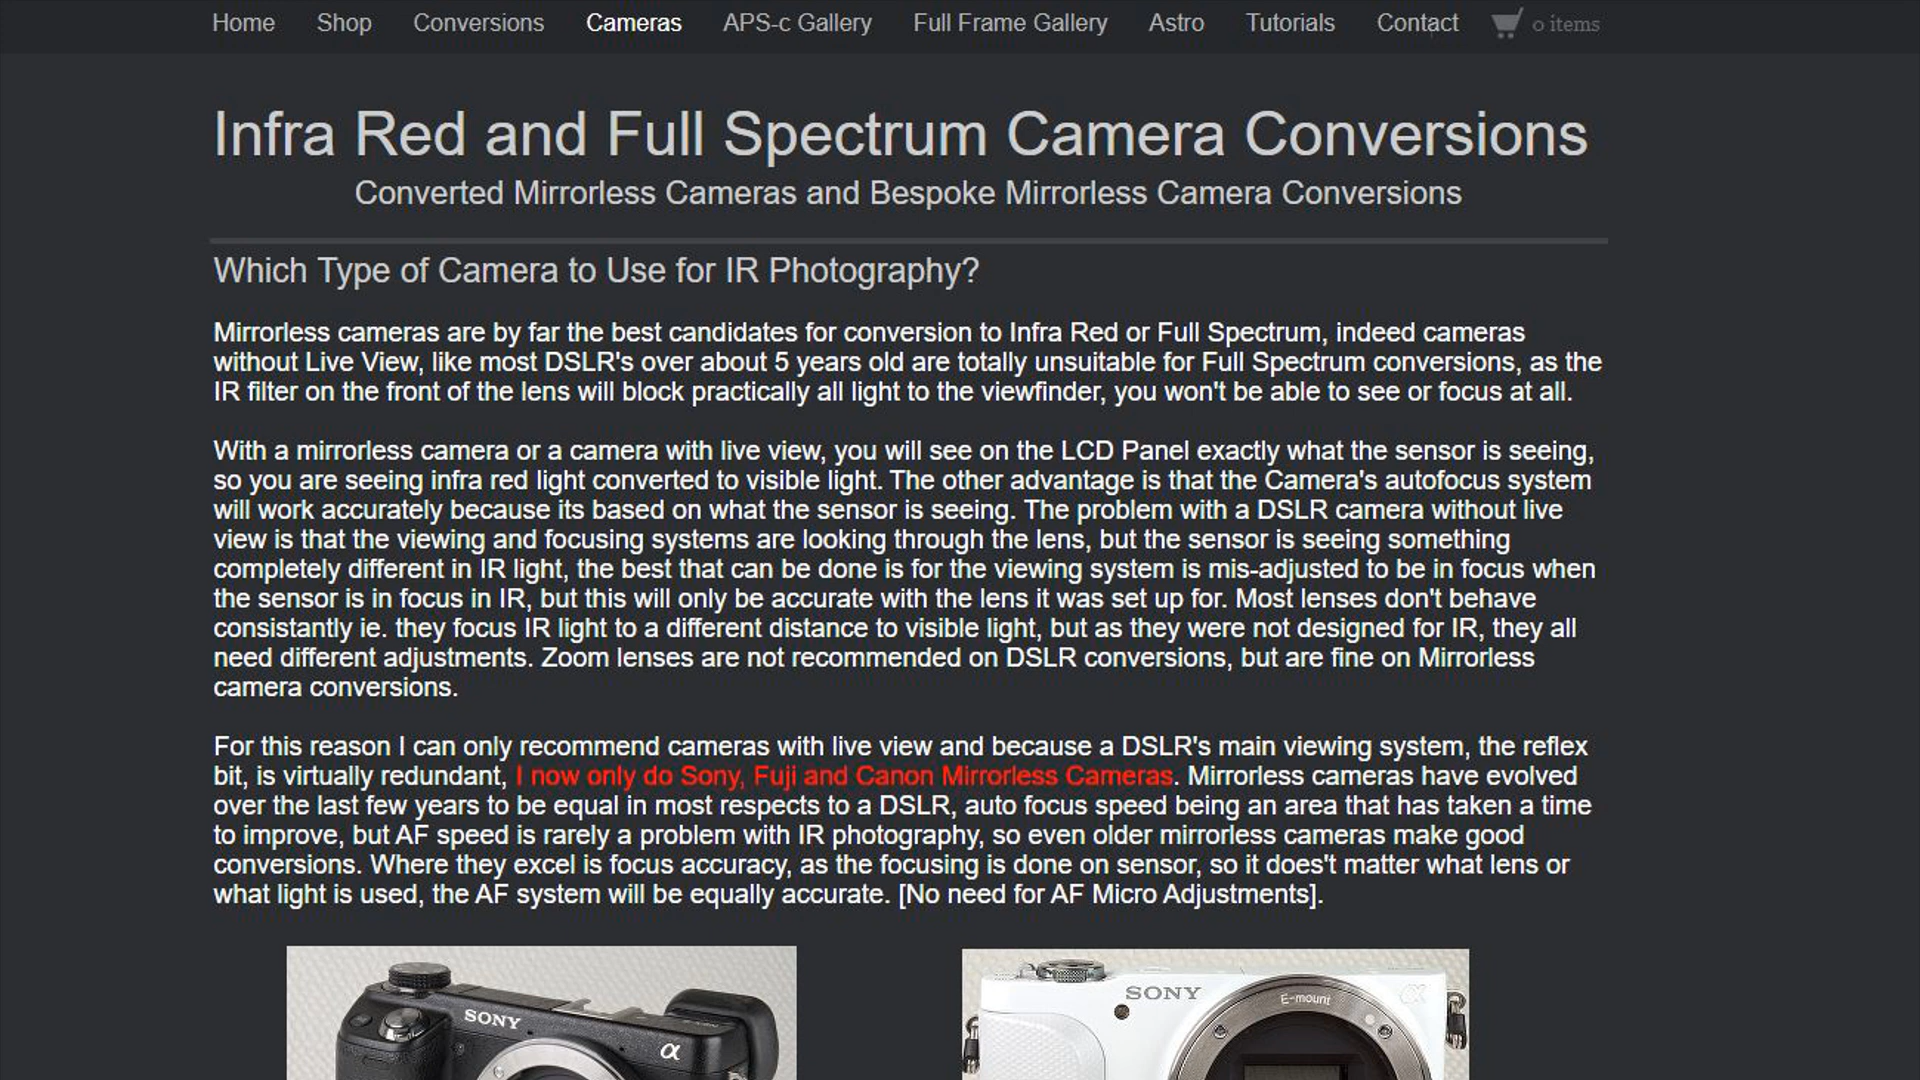 Home Shop Conversions Cameras APS-c Gallery Full Frame Gallery Astro Tutorials Contact 0 items
Infra Red and Full Spectrum Camera Conversions
Converted Mirrorless Cameras and Bespoke Mirrorless Camera Conversions
Which Type of Camera to Use for IR Photography?
Mirrorless cameras are by far the best candidates for conversion to Infra Red or Full Spectrum, indeed cameras
without Live View, like most DSLR's over about 5 years old are totally unsuitable for Full Spectrum conversions, as the
IR filter on the front of the lens will block practically all light to the viewfinder, you won't be able to see or focus at all.
With a mirrorless camera or a camera with live view, you will see on the LCD Panel exactly what the sensor is seeing,
so you are seeing infra red light converted to visible light. The other advantage is that the Camera's autofocus system
will work accurately because its based on what the sensor is seeing. The problem with a DSLR camera without live
view is that the viewing and focusing systems are looking through the lens, but the sensor is seeing something
completely different in IR light, the best that can be done is for the viewing system is mis-adjusted to be in focus when
the sensor is in focus in IR, but this will only be accurate with the lens it was set up for. Most lenses don't behave
consistantly ie. they focus IR light to a different distance to visible light, but as they were not designed for IR, they all
need different adjustments. Zoom lenses are not recommended on DSLR conversions, but are fine on Mirrorless
camera conversions.
For this reason I can only recommend cameras with live view and because a DSLR's main viewing system, the reflex
bit, is virtually redundant, I now only do Sony, Fuji and Canon Mirrorless Cameras. Mirrorless cameras have evolved
over the last few years to be equal in most respects to a DSLR, auto focus speed being an area that has taken a time
to improve, but AF speed is rarely a problem with IR photography, so even older mirrorless cameras make good
conversions. Where they excel is focus accuracy, as the focusing is done on sensor, so it does't matter what lens or
what light is used, the AF system will be equally accurate. [No need for AF Micro Adjustments].
SONY
α
SONY
E-mount
α